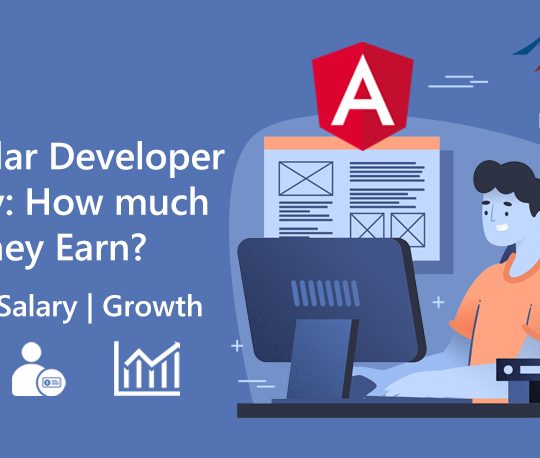 lar Developer
y: How much
hey Earn?
Salary | Growth
A